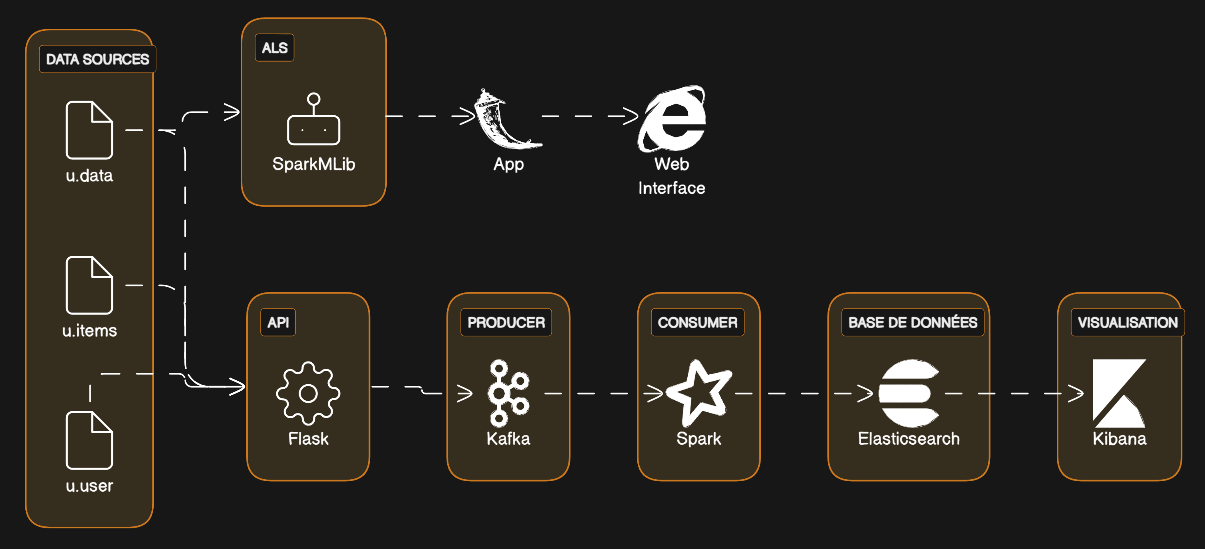 DATA SOURCES
u.data
u.items
u.user
ALS
SparkMLib
App
Web
Interface
API
Flask
PRODUCER
Kafka
CONSUMER
Spark
BASE DE DONNÉES
Elasticsearch
VISUALISATION
Kibana